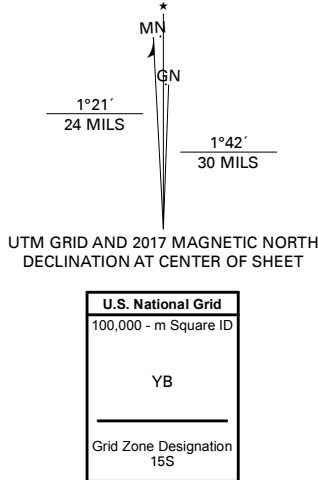 MN
GN
1°21´
24 MILS
1°42´
30 MILS
UTM GRID AND 2017 MAGNETIC NORTH
DECLINATION AT CENTER OF SHEET
U.S. National Grid
100,000 - m Square ID
YB
Grid Zone Designation
15S